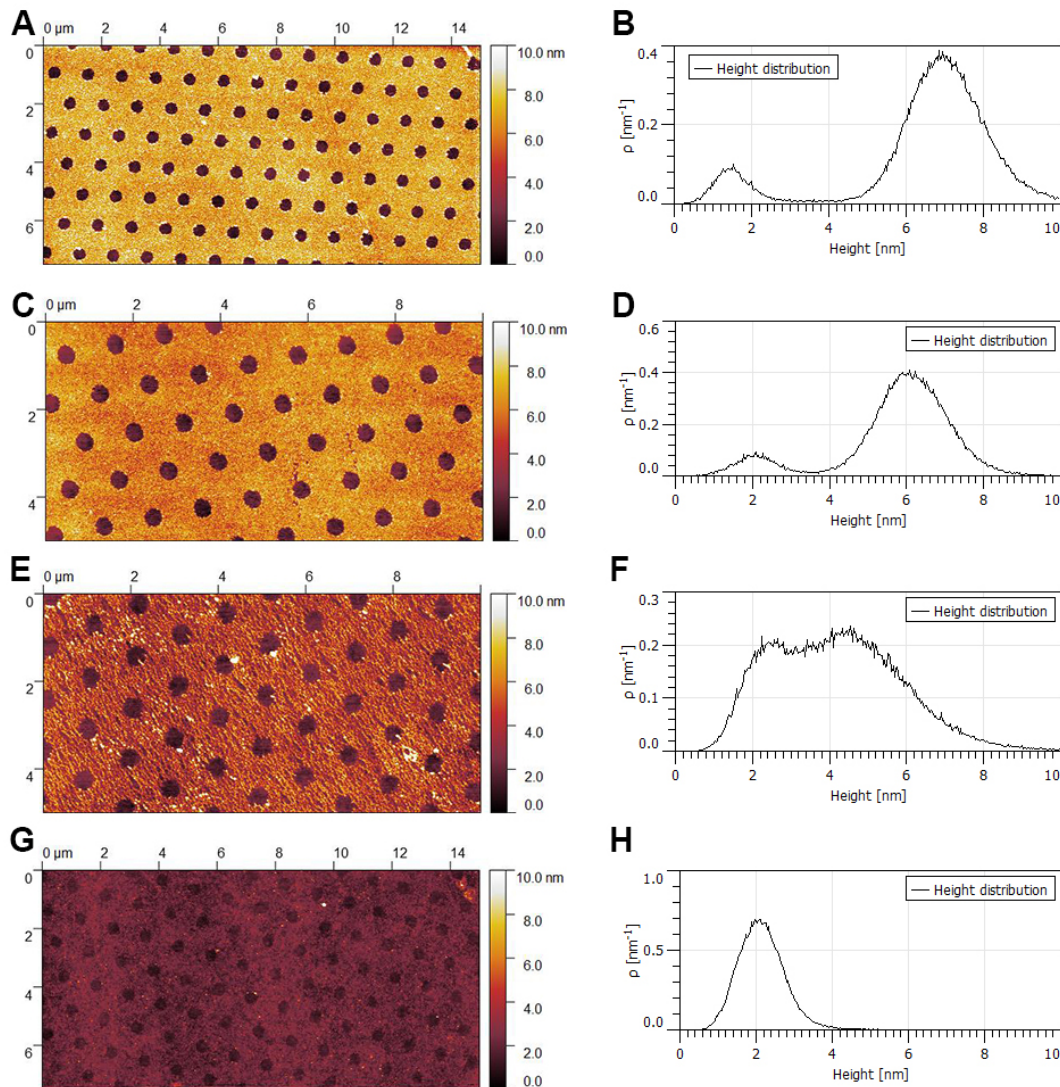 A
0 µm 2 4 6 8 10 12 14
0
2
4
6
10.0 nm
8.0
6.0
4.0
2.0
0.0
B
0.4
0.2
0.0
ρ [nm⁻¹]
Height distribution
0 2 4 6 8 10
Height [nm]
C
0 µm 2 4 6 8
0
2
4
10.0 nm
8.0
6.0
4.0
2.0
0.0
D
0.6
0.4
0.2
0.0
ρ [nm⁻¹]
Height distribution
0 2 4 6 8 10
Height [nm]
E
0 µm 2 4 6 8
0
2
4
10.0 nm
8.0
6.0
4.0
2.0
0.0
F
0.3
0.2
0.1
0.0
ρ [nm⁻¹]
Height distribution
0 2 4 6 8 10
Height [nm]
G
0 µm 2 4 6 8 10 12 14
0
2
4
6
10.0 nm
8.0
6.0
4.0
2.0
0.0
H
1.0
0.5
0.0
ρ [nm⁻¹]
Height distribution
0 2 4 6 8 10
Height [nm]